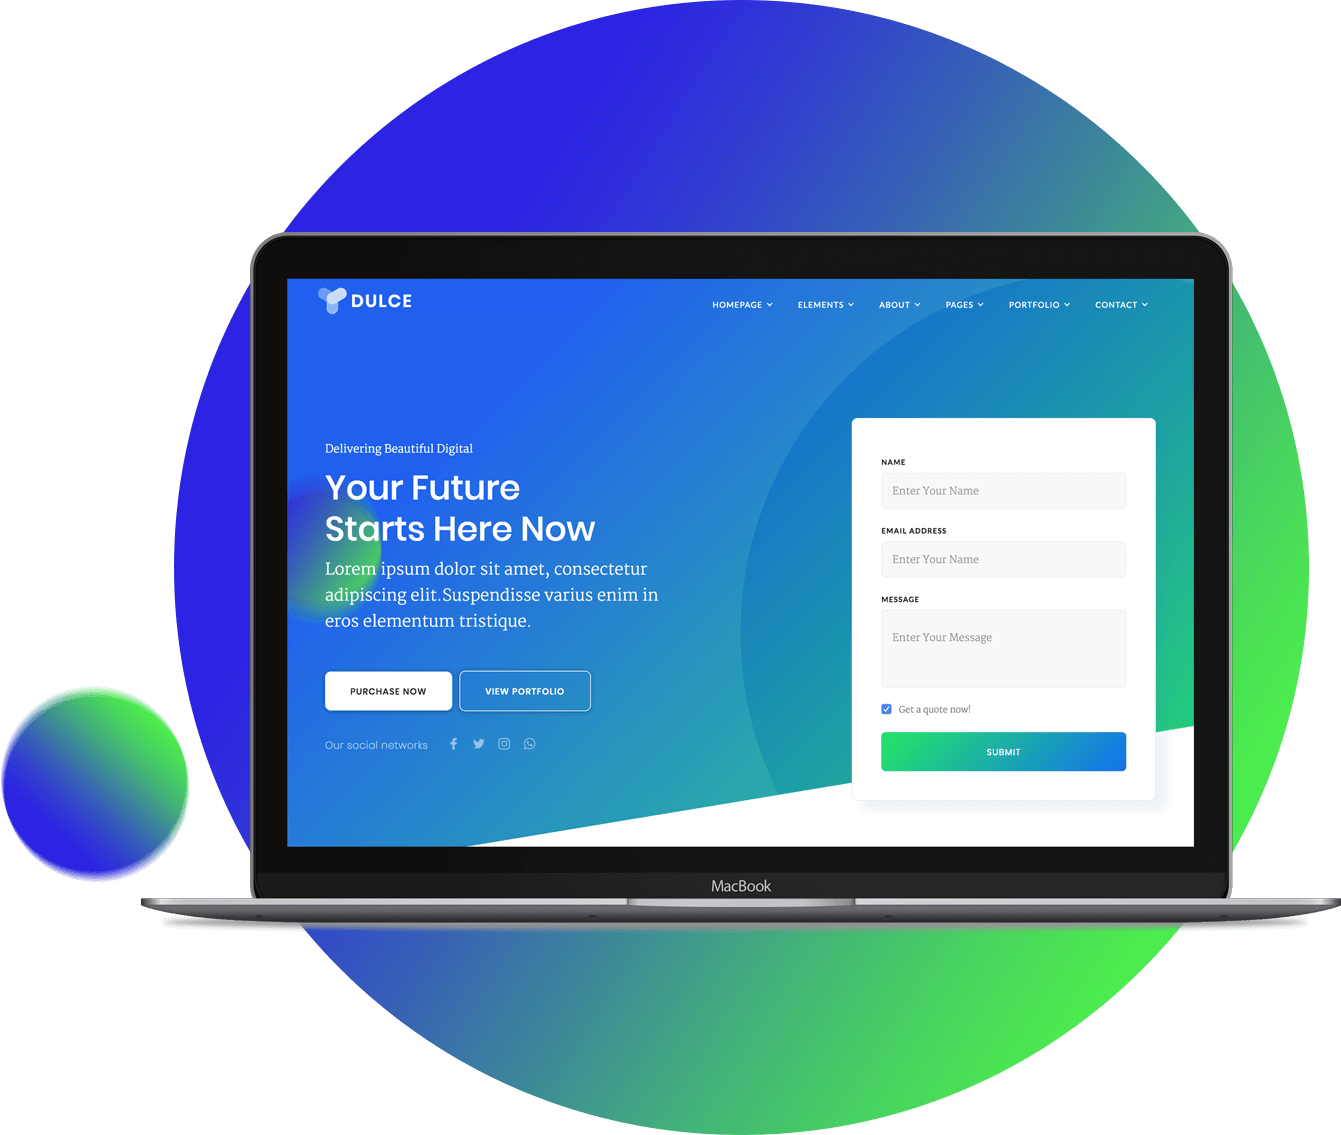 DULCE
HOMEPAGE ELEMENTS ABOUT PAGES PORTFOLIO CONTACT
Delivering Beautiful Digital
Your Future
Starts Here Now
Lorem ipsum dolor sit amet, consectetur
adipiscing elit.Suspendisse varius enim in
eros elementum tristique.
PURCHASE NOW VIEW PORTFOLIO
Our social networks
NAME
Enter Your Name
EMAIL ADDRESS
Enter Your Name
MESSAGE
Enter Your Message
Get a quote now!
SUBMIT
MacBook